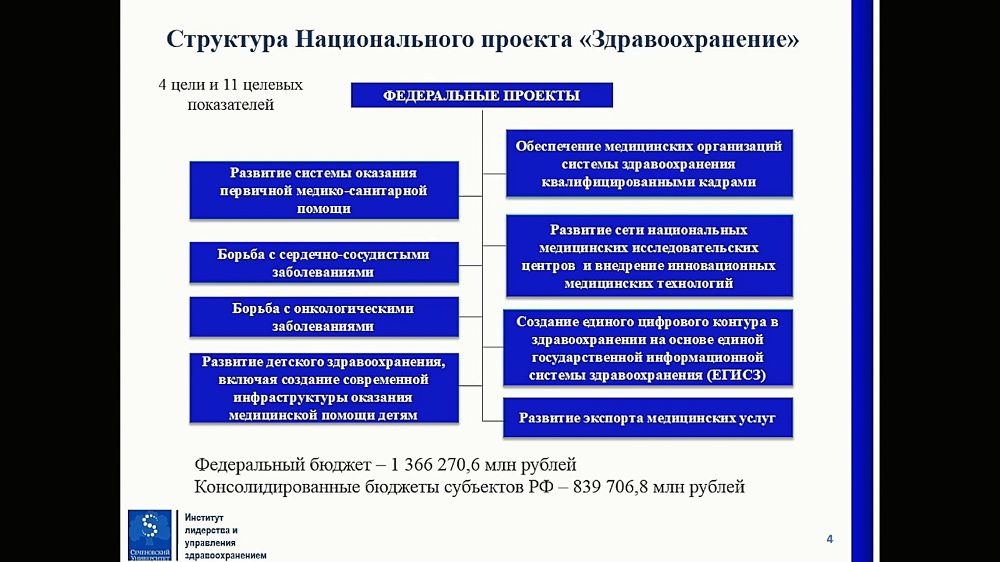 Структура Национального проекта «Здравоохранение»
4 цели и 11 целевых
показателей
ФЕДЕРАЛЬНЫЕ ПРОЕКТЫ
Развитие системы оказания
первичной медико-санитарной
помощи
Борьба с сердечно-сосудистыми
заболеваниями
Борьба с онкологическими
заболеваниями
Развитие детского здравоохранения,
включая создание современной
инфраструктуры оказания
медицинской помощи детям
Обеспечение медицинских организаций
системы здравоохранения
квалифицированными кадрами
Развитие сети национальных
медицинских исследовательских
центров и внедрение инновационных
медицинских технологий
Создание единого цифрового контура в
здравоохранении на основе единой
государственной информационной
системы здравоохранения (ЕГИСЗ)
Развитие экспорта медицинских услуг
Федеральный бюджет – 1 366 270,6 млн рублей
Консолидированные бюджеты субъектов РФ – 839 706,8 млн рублей
Сеченовский
Университет
Институт
лидерства и
управления
здравоохранением
4